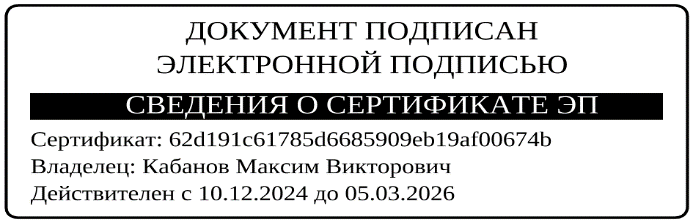 ДОКУМЕНТ ПОДПИСАН
ЭЛЕКТРОННОЙ ПОДПИСЬЮ
СВЕДЕНИЯ О СЕРТИФИКАТЕ ЭП
Сертификат: 62d191c61785d6685909eb19af00674b
Владелец: Кабанов Максим Викторович
Действителен с 10.12.2024 до 05.03.2026